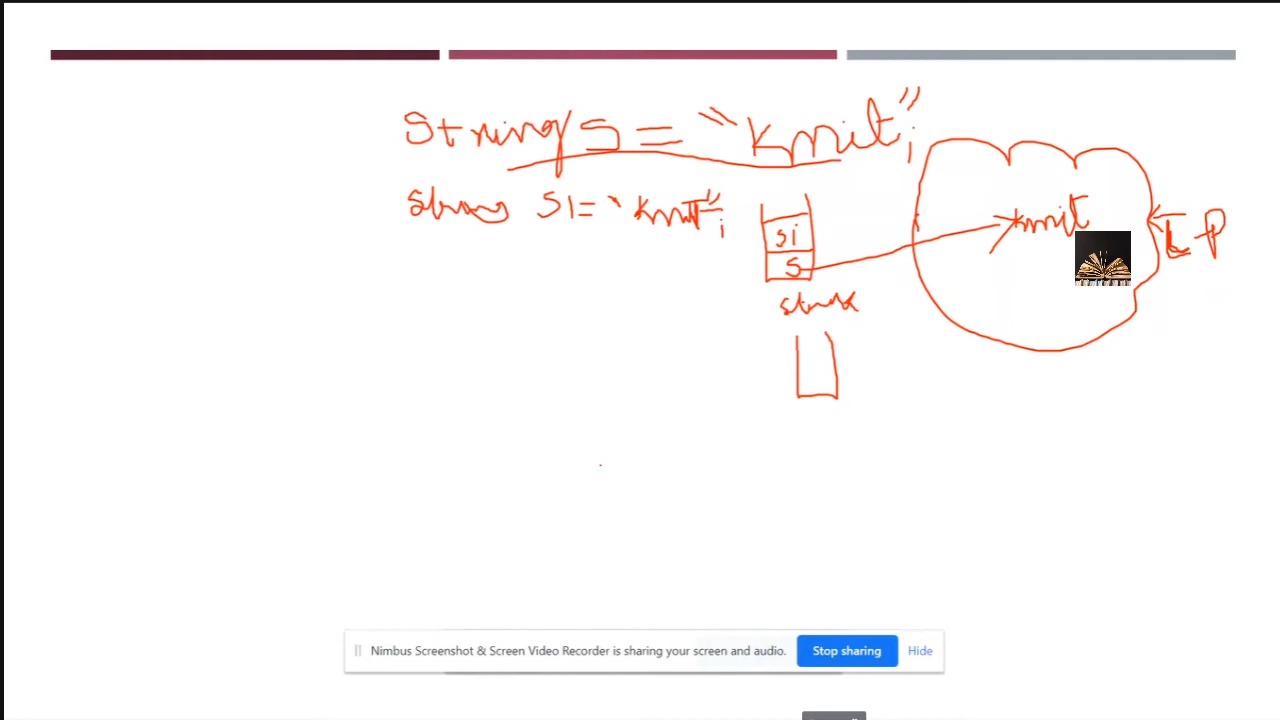 String S = "Kmit";
String S1 = "Kmit";
S1
kmit
S
stack
Nimbus Screenshot & Screen Video Recorder is sharing your screen and audio. Stop sharing Hide